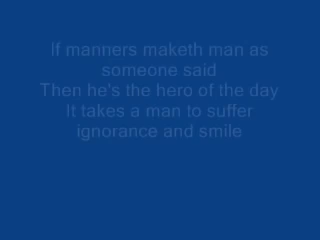 If manners maketh man as
someone said
Then he's the hero of the day
It takes a man to suffer
ignorance and smile